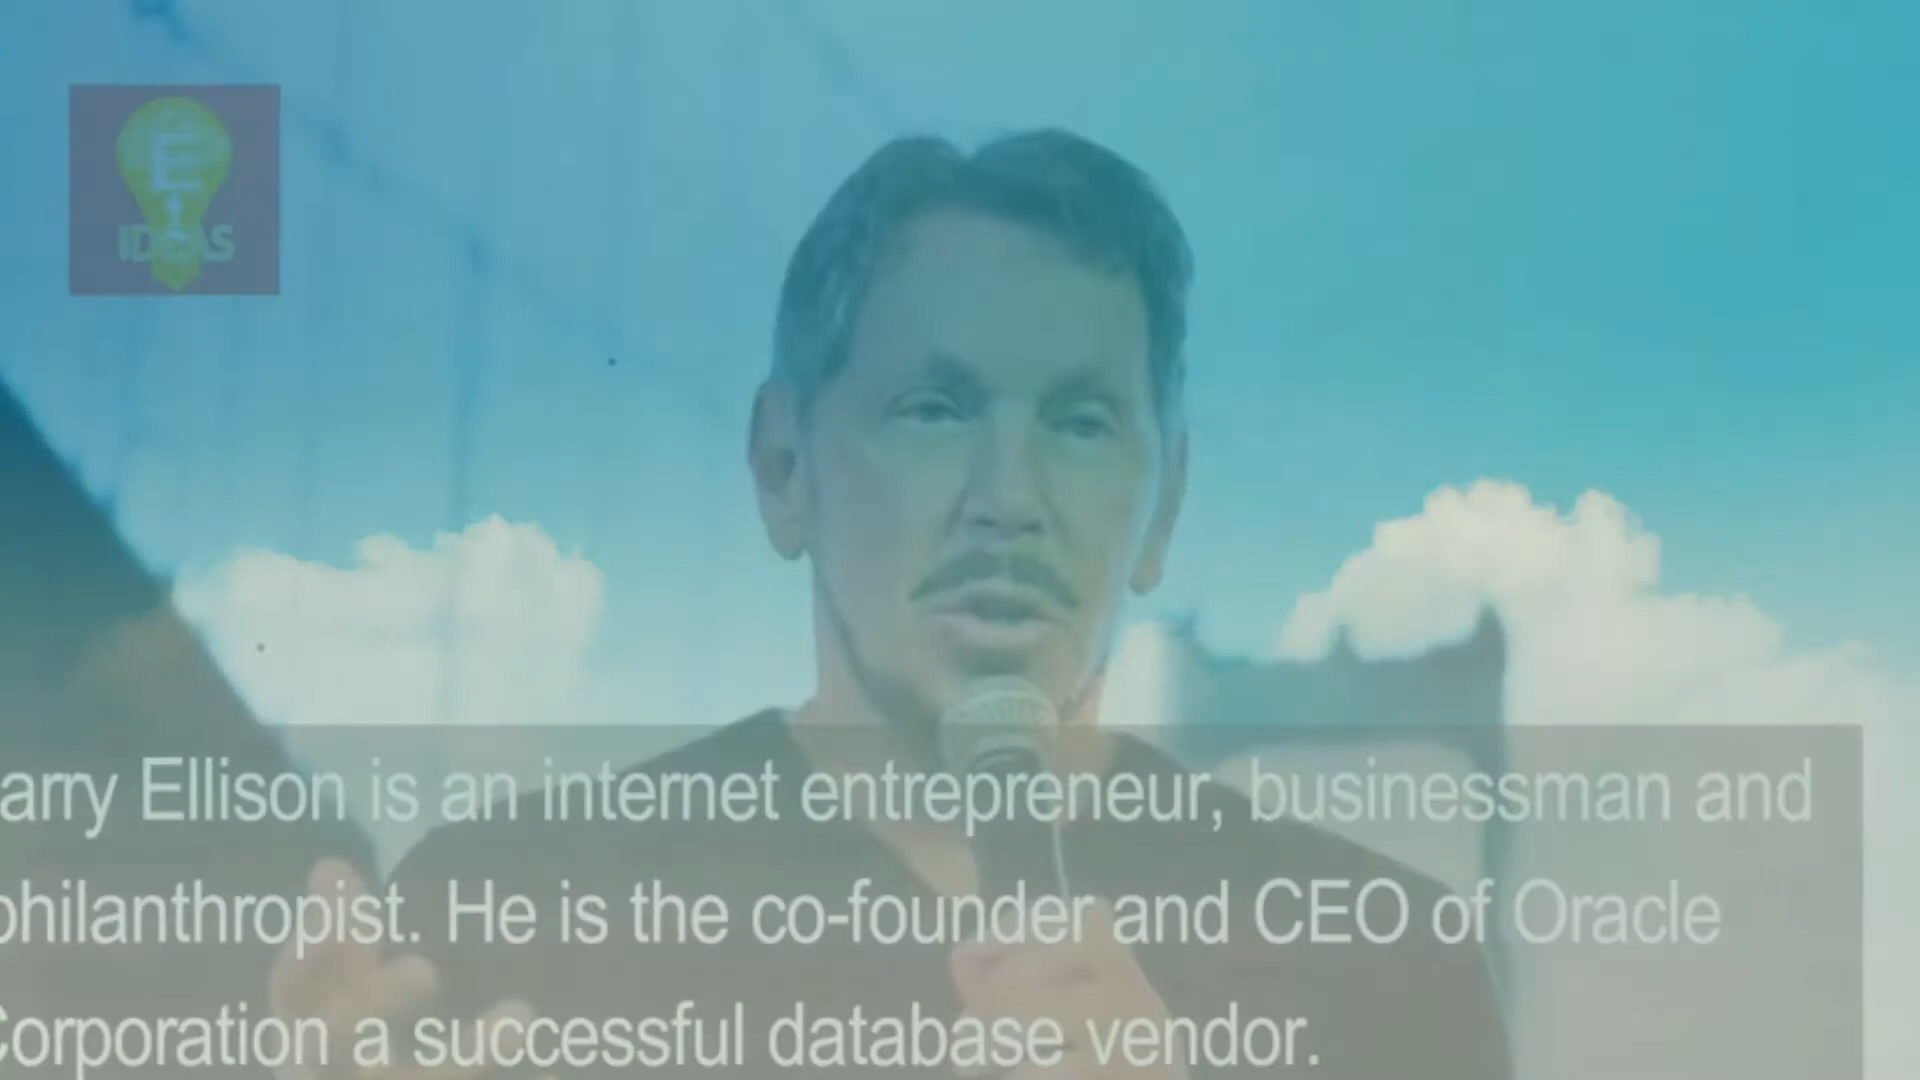 E
IDEAS
arry Ellison is an internet entrepreneur, businessman and
philanthropist. He is the co-founder and CEO of Oracle
Corporation a successful database vendor.